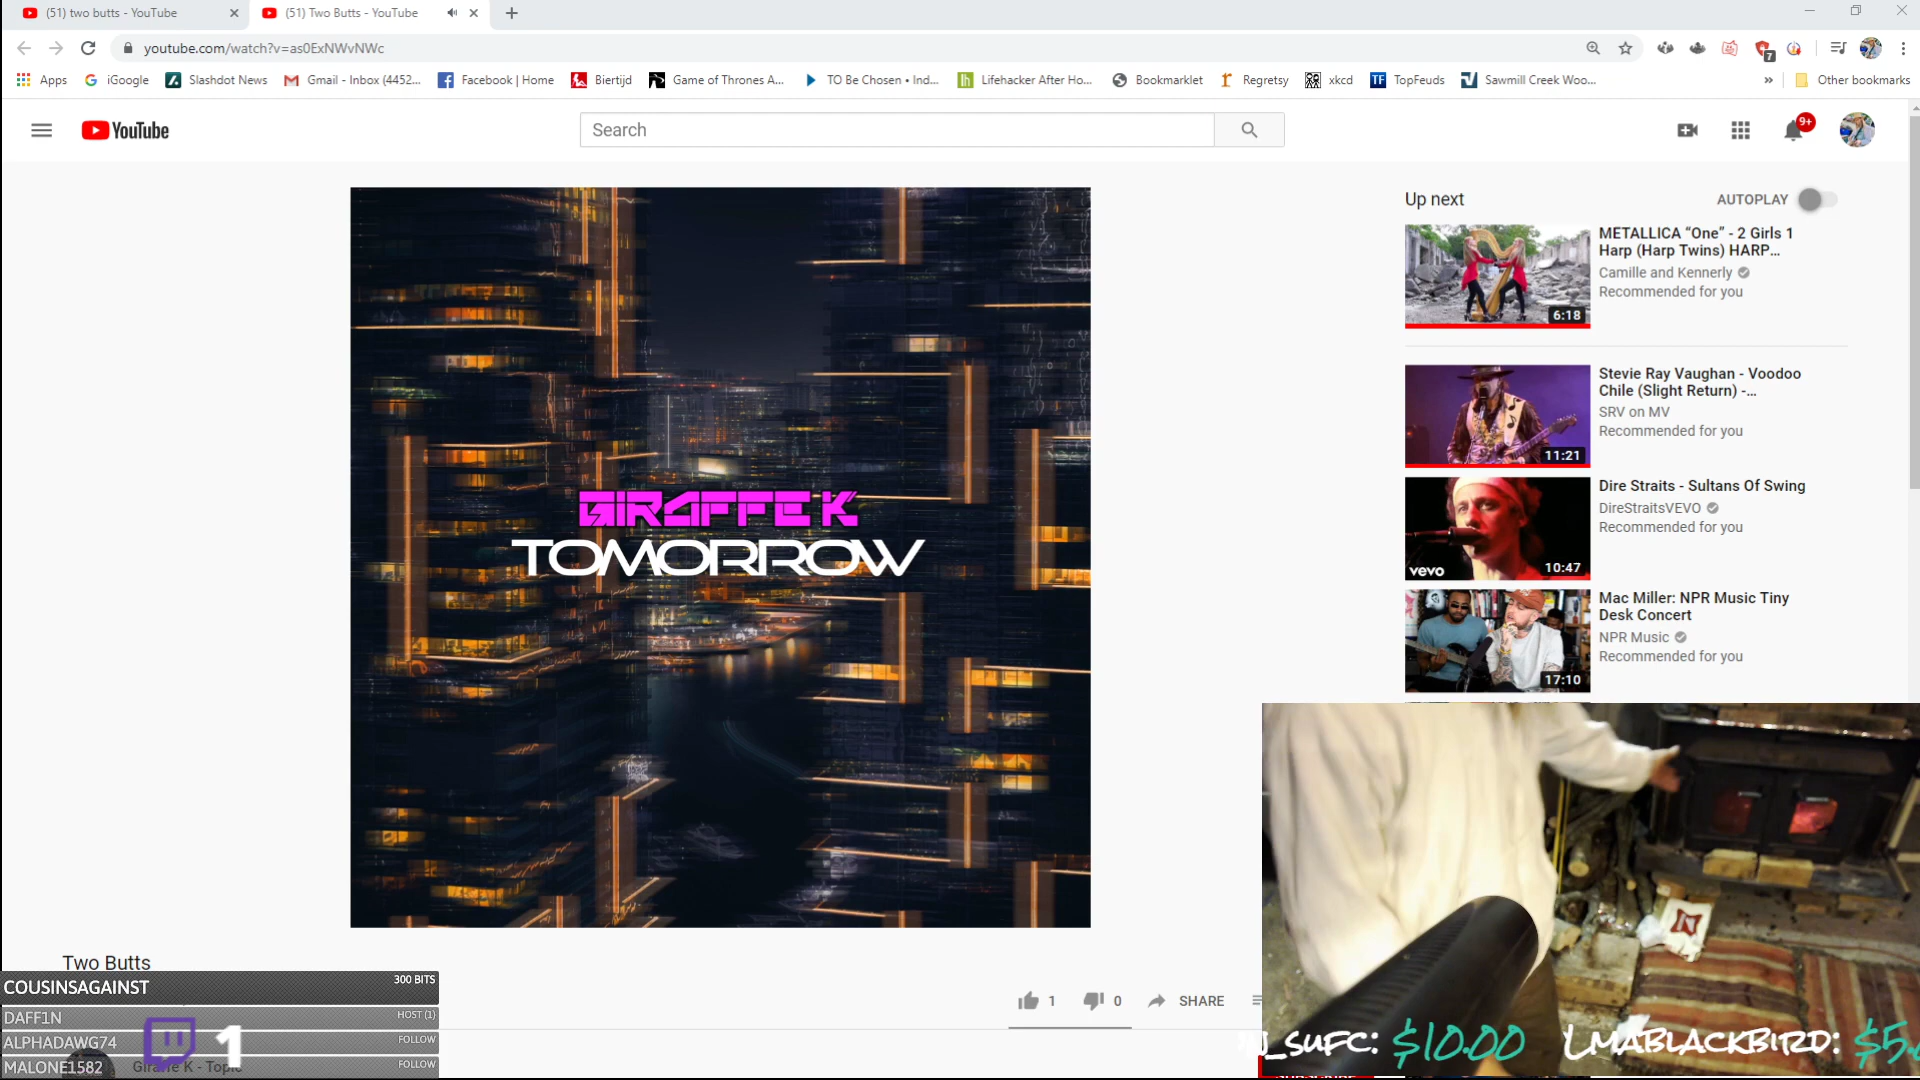 (51) two butts - YouTube
(51) Two Butts - YouTube
youtube.com/watch?v=as0ExNWvNWc
7
Apps
iGoogle
Slashdot News
Gmail - Inbox (4452...
Facebook | Home
Biertijd
Game of Thrones A...
TO Be Chosen • Ind...
Lifehacker After Ho...
Bookmarklet
Regretsy
xkcd
TopFeuds
Sawmill Creek Woo...
»
Other bookmarks
YouTube
Search
9+
GIRAFFE K
TOMORROW
Up next
AUTOPLAY
METALLICA “One” - 2 Girls 1
Harp (Harp Twins) HARP...
Camille and Kennerly
Recommended for you
6:18
Stevie Ray Vaughan - Voodoo
Chile (Slight Return) -...
SRV on MV
Recommended for you
11:21
Dire Straits - Sultans Of Swing
DireStraitsVEVO
Recommended for you
vevo
10:47
Mac Miller: NPR Music Tiny
Desk Concert
NPR Music
Recommended for you
17:10
Two Butts
1
0
SHARE
COUSINSAGAINST
300 BITS
DAFF1N
HOST (1)
ALPHADAWG74
FOLLOW
MALONE1582
FOLLOW
1
Giraffe K - Topic
_SUFC: $10.00 LMABLACKBIRD: $5.